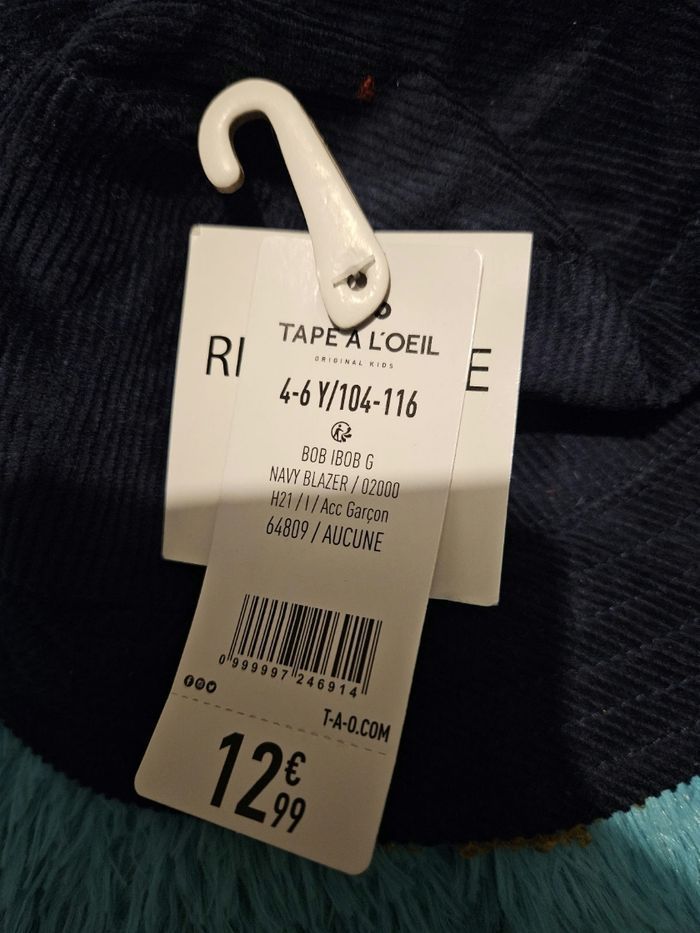 TAPE À L'OEIL
ORIGINAL KIDS
RI
E
4-6 Y/104-116
BOB IBOB G
NAVY BLAZER / 02000
H21 / I / Acc Garçon
64809 / AUCUNE
0 999997 246914
T-A-O.COM
12€99